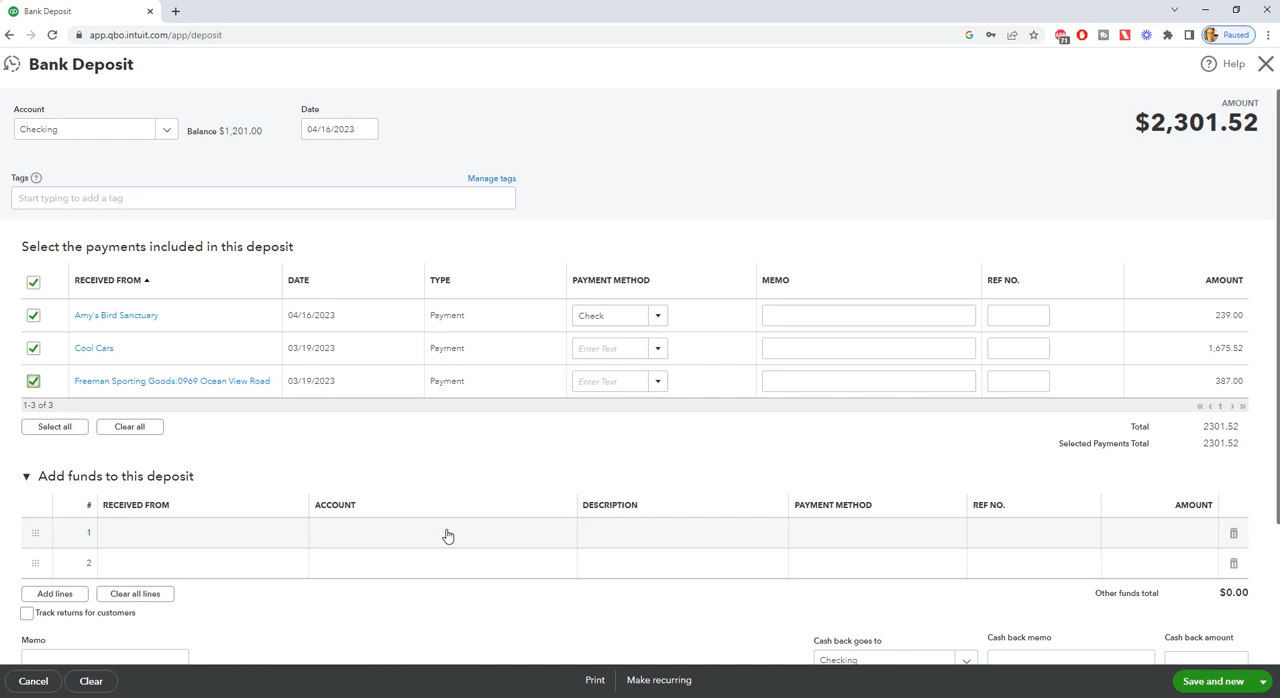 Bank Deposit
app.qbo.intuit.com/app/deposit
71
Paused
Bank Deposit
Help
Account
Date
AMOUNT
Checking
Balance $1,201.00
04/16/2023
$2,301.52
Tags
Manage tags
Start typing to add a tag
Select the payments included in this deposit
RECEIVED FROM DATE TYPE PAYMENT METHOD MEMO REF NO. AMOUNT
Amy's Bird Sanctuary 04/16/2023 Payment Check 239.00
Cool Cars 03/19/2023 Payment Enter Text 1,675.52
Freeman Sporting Goods:0969 Ocean View Road 03/19/2023 Payment Enter Text 387.00
1-3 of 3 « ‹ 1 › »
Select all Clear all Total 2301.52
Selected Payments Total 2301.52
Add funds to this deposit
# RECEIVED FROM ACCOUNT DESCRIPTION PAYMENT METHOD REF NO. AMOUNT
1
2
Add lines Clear all lines Other funds total $0.00
Track returns for customers
Memo Cash back goes to Cash back memo Cash back amount
Checking
Cancel Clear Print Make recurring Save and new